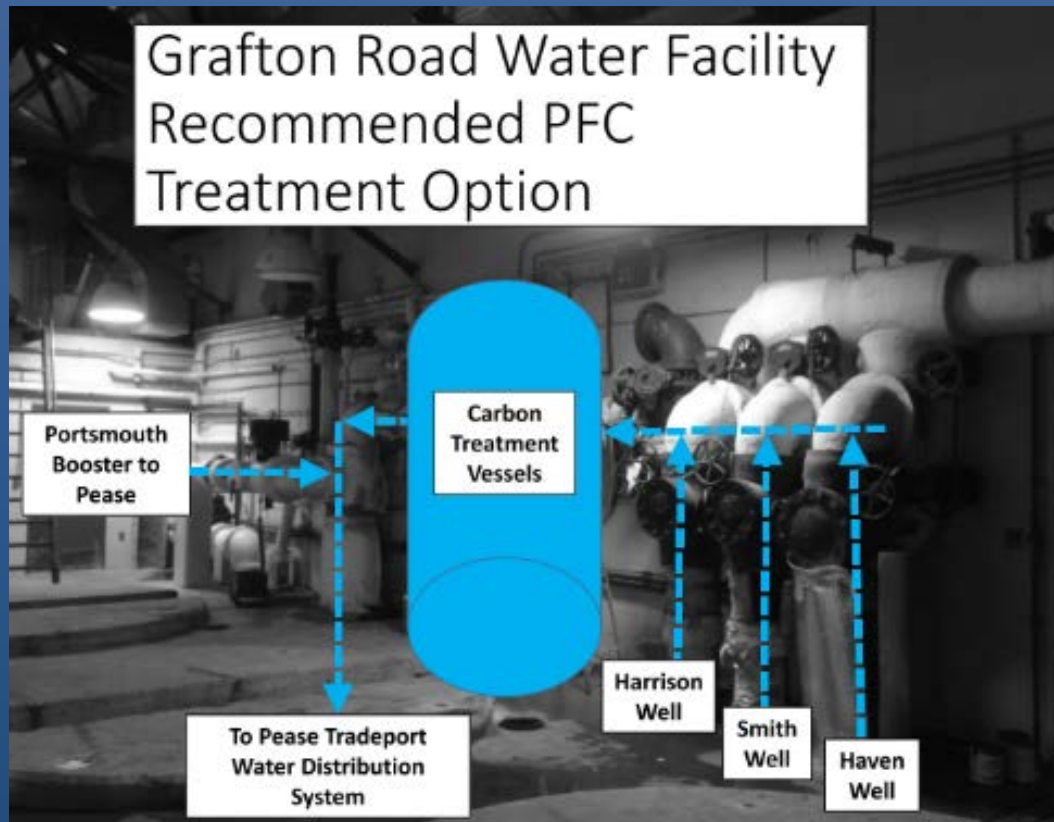 Grafton Road Water Facility
Recommended PFC
Treatment Option
Carbon
Treatment
Vessels
Portsmouth
Booster to
Pease
Harrison
Well
Smith
Well
Haven
Well
To Pease Tradeport
Water Distribution
System